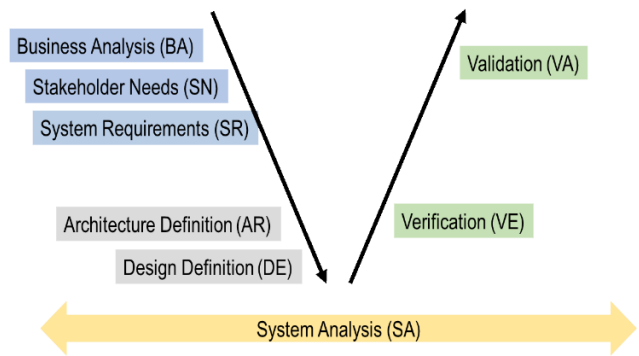 Business Analysis (BA)
Stakeholder Needs (SN)
System Requirements (SR)
Architecture Definition (AR)
Design Definition (DE)
Validation (VA)
Verification (VE)
System Analysis (SA)